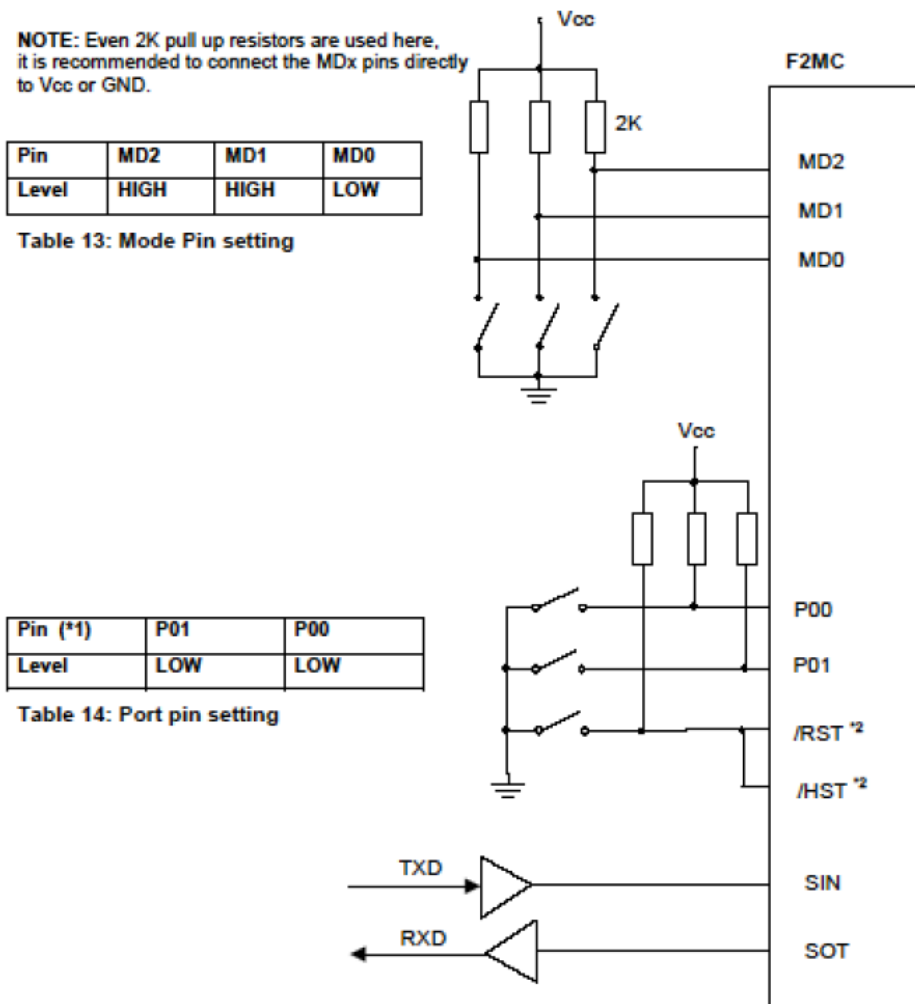 NOTE: Even 2K pull up resistors are used here,
it is recommended to connect the MDx pins directly
to Vcc or GND.
Vcc
F2MC
2K
Pin MD2 MD1 MD0
Level HIGH HIGH LOW
Table 13: Mode Pin setting
MD2
MD1
MD0
Vcc
Pin (*1) P01 P00
Level LOW LOW
Table 14: Port pin setting
P00
P01
/RST *2
/HST *2
TXD
SIN
RXD
SOT